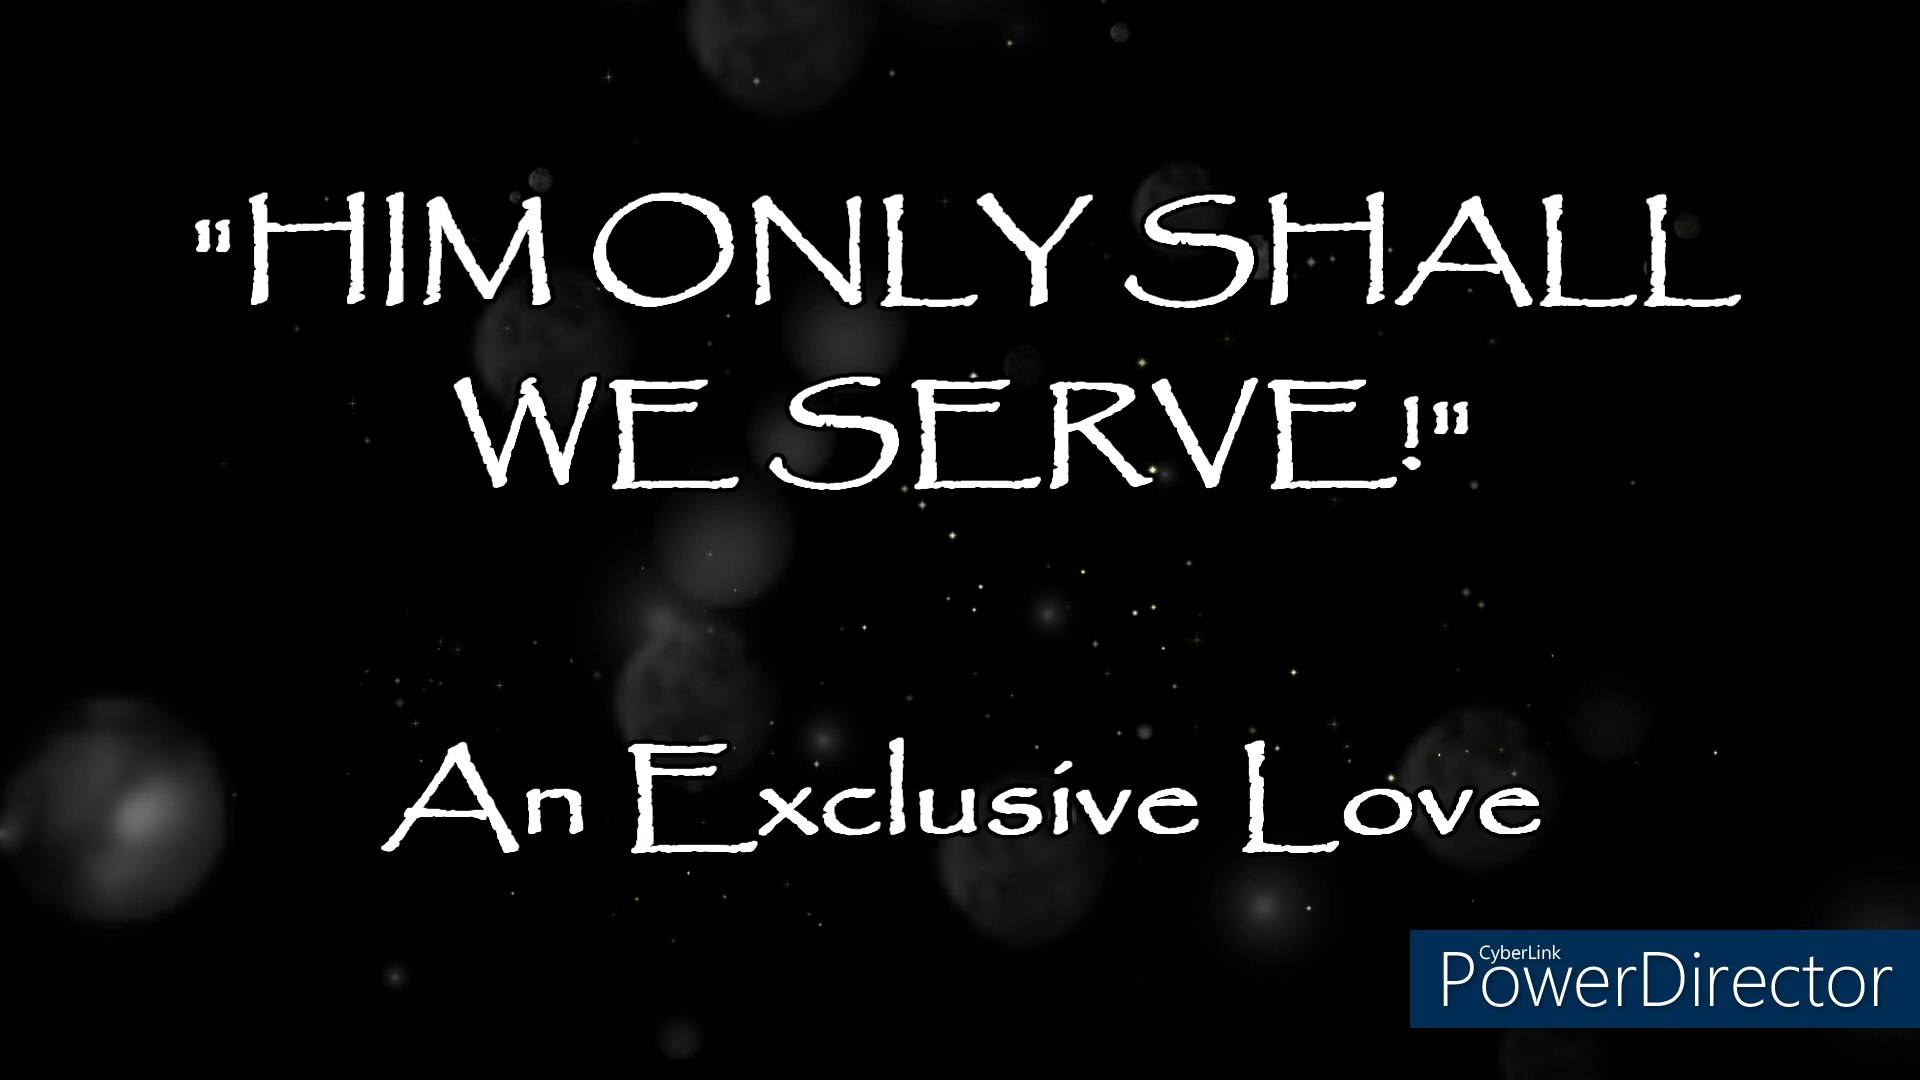 "HIM ONLY SHALL
WE SERVE!"
An Exclusive Love
CyberLink
PowerDirector